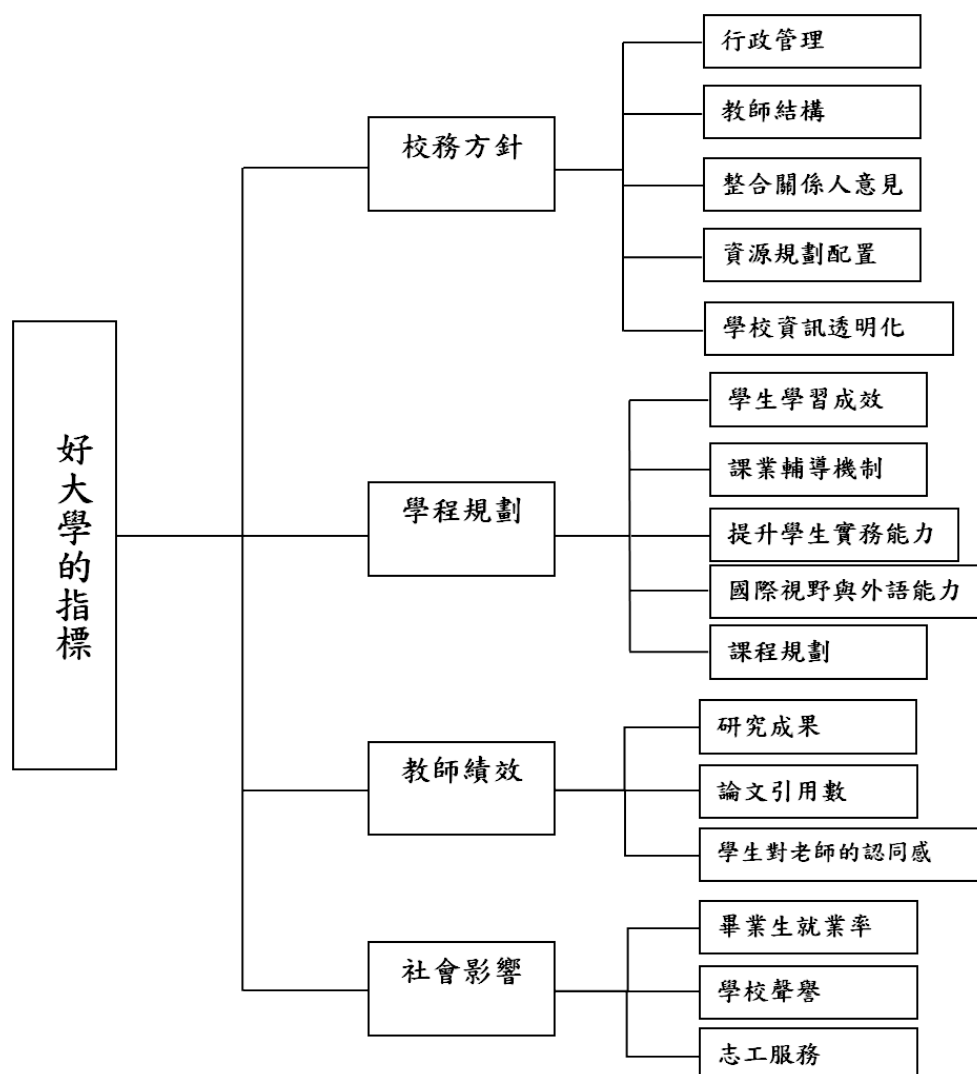 好大學的指標
校務方針
行政管理
教師結構
整合關係人意見
資源規劃配置
學校資訊透明化
學程規劃
學生學習成效
課業輔導機制
提升學生實務能力
國際視野與外語能力
課程規劃
教師績效
研究成果
論文引用數
學生對老師的認同感
社會影響
畢業生就業率
學校聲譽
志工服務